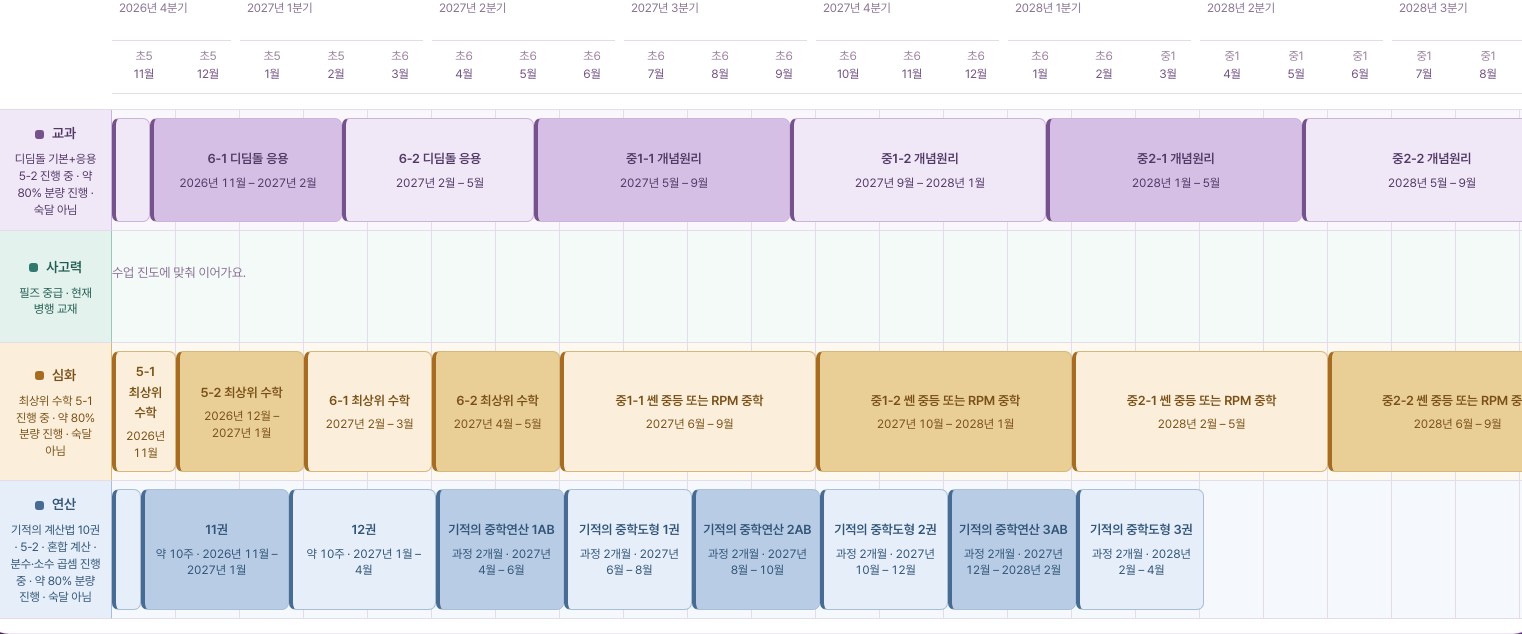 2026년 4분기 2027년 1분기 2027년 2분기 2027년 3분기 2027년 4분기 2028년 1분기 2028년 2분기 2028년 3분기
초5 초5 초5 초5 초6 초6 초6 초6 초6 초6 초6 초6 초6 초6 초6 초6 중1 중1 중1 중1 중1 중1
11월 12월 1월 2월 3월 4월 5월 6월 7월 8월 9월 10월 11월 12월 1월 2월 3월 4월 5월 6월 7월 8월
교과
디딤돌 기본+응용
5-2 진행 중 · 약
80% 분량 진행 ·
숙달 아님
6-1 디딤돌 응용
2026년 11월 – 2027년 2월
6-2 디딤돌 응용
2027년 2월 – 5월
중1-1 개념원리
2027년 5월 – 9월
중1-2 개념원리
2027년 9월 – 2028년 1월
중2-1 개념원리
2028년 1월 – 5월
중2-2 개념원리
2028년 5월 – 9월
사고력
필즈 중급 · 현재
병행 교재
수업 진도에 맞춰 이어가요.
심화
최상위 수학 5-1
진행 중 · 약 80%
분량 진행 · 숙달
아님
5-1
최상위
수학
2026년
11월
5-2 최상위 수학
2026년 12월 –
2027년 1월
6-1 최상위 수학
2027년 2월 – 3월
6-2 최상위 수학
2027년 4월 – 5월
중1-1 쎈 중등 또는 RPM 중학
2027년 6월 – 9월
중1-2 쎈 중등 또는 RPM 중학
2027년 10월 – 2028년 1월
중2-1 쎈 중등 또는 RPM 중학
2028년 2월 – 5월
중2-2 쎈 중등 또는 RPM 중
2028년 6월 – 9월
연산
기적의 계산법 10권
· 5-2 · 혼합 계산 ·
분수·소수 곱셈 진행
중 · 약 80% 분량
진행 · 숙달 아님
11권
약 10주 · 2026년 11월 –
2027년 1월
12권
약 10주 · 2027년 1월 –
4월
기적의 중학연산 1AB
과정 2개월 · 2027년
4월 – 6월
기적의 중학도형 1권
과정 2개월 · 2027년
6월 – 8월
기적의 중학연산 2AB
과정 2개월 · 2027년
8월 – 10월
기적의 중학도형 2권
과정 2개월 · 2027년
10월 – 12월
기적의 중학연산 3AB
과정 2개월 · 2027년
12월 – 2028년 2월
기적의 중학도형 3권
과정 2개월 · 2028년
2월 – 4월